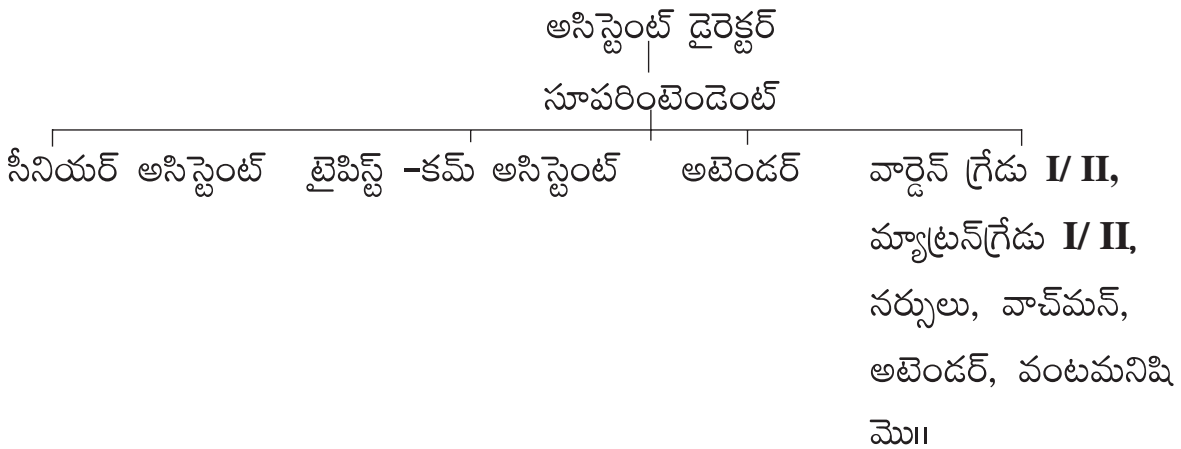 అసిస్టెంట్ డైరెక్టర్
సూపరింటెండెంట్
సీనియర్ అసిస్టెంట్ టైపిస్ట్ -కమ్ అసిస్టెంట్ అటెండర్ వార్డెన్ గ్రేడు I/ II,
మ్యాట్రన్‌గ్రేడు I/ II,
నర్సులు, వాచ్‌మన్,
అటెండర్, వంటమనిషి
మొ॥